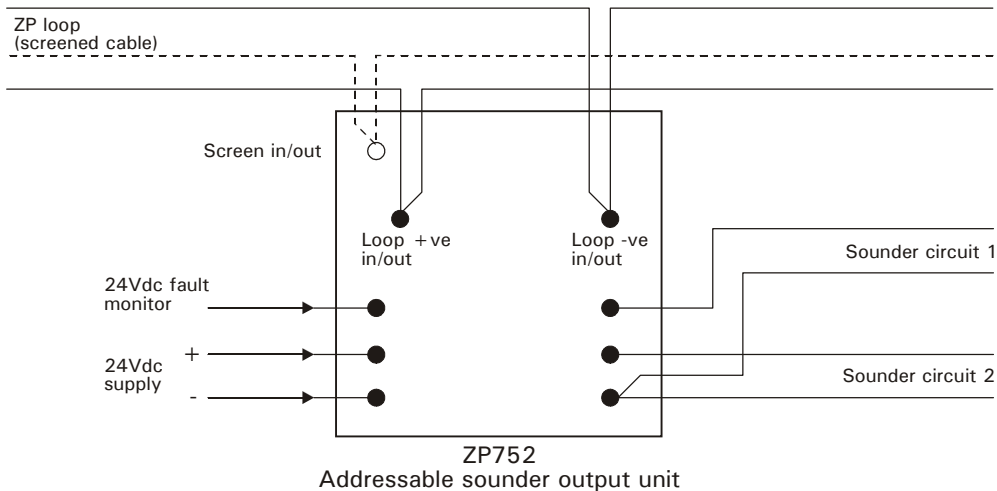 ZP loop
(screened cable)
Screen in/out
Loop +ve
in/out
Loop -ve
in/out
Sounder circuit 1
24Vdc fault
monitor
+
24Vdc
supply
-
Sounder circuit 2
ZP752
Addressable sounder output unit